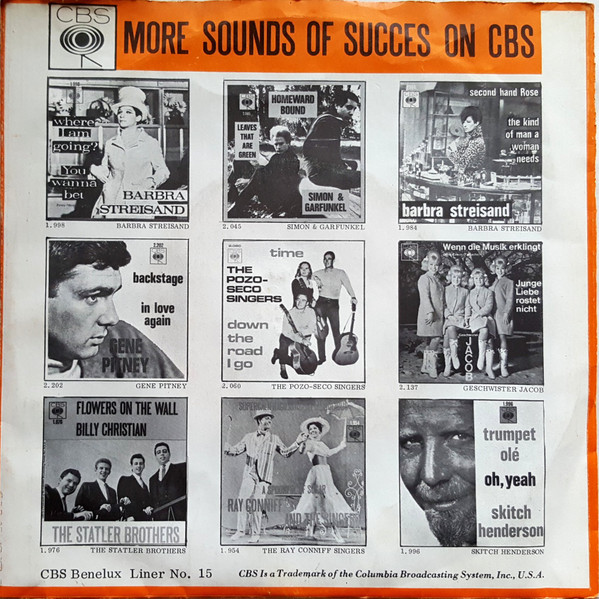 CBS
MORE SOUNDS OF SUCCES ON CBS
where
I am
going?
You
wanna
bet
BARBRA
STREISAND
1.998 BARBRA STREISAND
HOMEWARD
BOUND
LEAVES
THAT
ARE
GREEN
SIMON &
GARFUNKEL
2.045 SIMON & GARFUNKEL
second hand Rose
the kind
of man a
woman
needs
barbra streisand
1.984 BARBRA STREISAND
2.202
backstage
in love
again
GENE
PITNEY
2.202 GENE PITNEY
time
THE
POZO-
SECO
SINGERS
down
the
road
I go
2.060 THE POZO-SECO SINGERS
Wenn die Musik erklingt
Junge
Liebe
rostet
nicht
JACOB
2.137 GESCHWISTER JACOB
FLOWERS ON THE WALL
BILLY CHRISTIAN
THE STATLER BROTHERS
1.976 THE STATLER BROTHERS
A SPOONFUL OF SUGAR
RAY CONNIFF
AND THE SINGERS
1.954 THE RAY CONNIFF SINGERS
1.996
trumpet
olé
oh, yeah
skitch
henderson
1.996 SKITCH HENDERSON
CBS Benelux Liner No. 15
CBS Is a Trademark of the Columbia Broadcasting System, Inc., U.S.A.